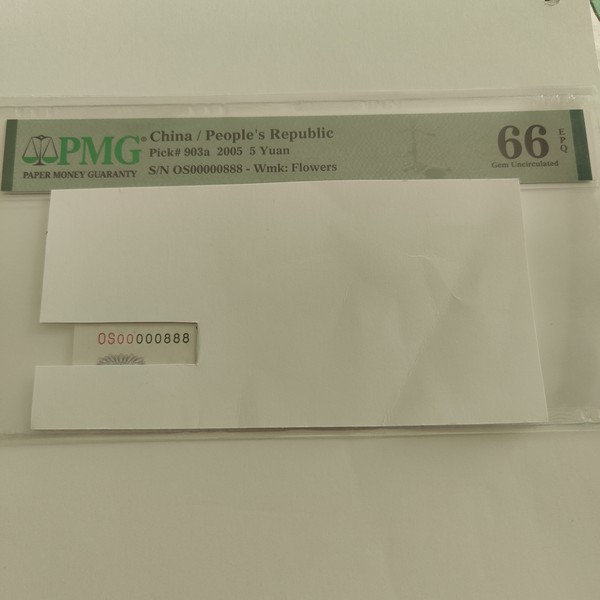 PMG® China / People's Republic
Pick# 903a 2005 5 Yuan
PAPER MONEY GUARANTY S/N OS00000888 - Wmk: Flowers
66 EPQ
Gem Uncirculated
OS00000888